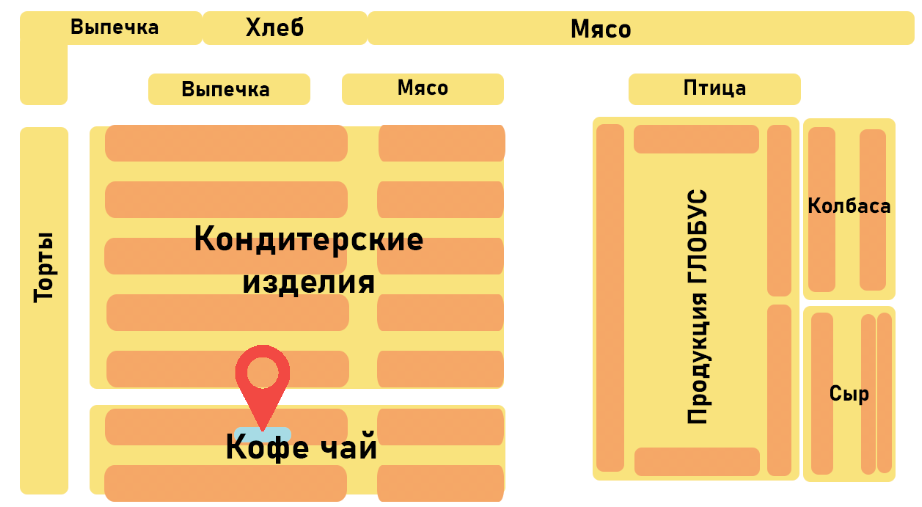 Выпечка
Хлеб
Мясо
Выпечка
Мясо
Птица
Торты
Кондитерские
изделия
Кофе чай
Продукция ГЛОБУС
Колбаса
Сыр